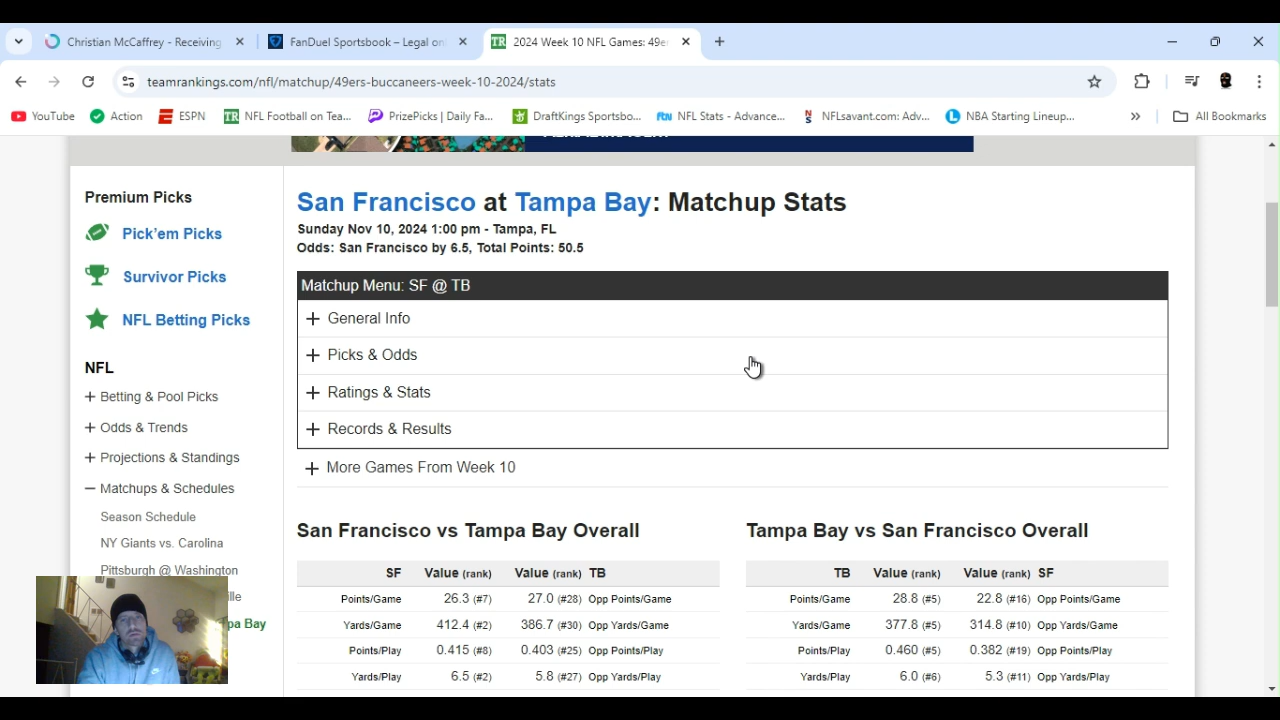 Christian McCaffrey - Receiving
FanDuel Sportsbook – Legal on
TR 2024 Week 10 NFL Games: 49e
teamrankings.com/nfl/matchup/49ers-buccaneers-week-10-2024/stats
YouTube Action ESPN TR NFL Football on Tea... PrizePicks | Daily Fa... DraftKings Sportsbo... ftn NFL Stats - Advance... NFLsavant.com: Adv... NBA Starting Lineup... » All Bookmarks
Premium Picks
Pick'em Picks
Survivor Picks
NFL Betting Picks
NFL
+ Betting & Pool Picks
+ Odds & Trends
+ Projections & Standings
− Matchups & Schedules
Season Schedule
NY Giants vs. Carolina
Pittsburgh @ Washington
San Francisco at Tampa Bay: Matchup Stats
Sunday Nov 10, 2024 1:00 pm - Tampa, FL
Odds: San Francisco by 6.5, Total Points: 50.5
Matchup Menu: SF @ TB
+ General Info
+ Picks & Odds
+ Ratings & Stats
+ Records & Results
+ More Games From Week 10
San Francisco vs Tampa Bay Overall
SF Value (rank) Value (rank) TB
Points/Game 26.3 (#7) 27.0 (#28) Opp Points/Game
Yards/Game 412.4 (#2) 386.7 (#30) Opp Yards/Game
Points/Play 0.415 (#8) 0.403 (#25) Opp Points/Play
Yards/Play 6.5 (#2) 5.8 (#27) Opp Yards/Play
Tampa Bay vs San Francisco Overall
TB Value (rank) Value (rank) SF
Points/Game 28.8 (#5) 22.8 (#16) Opp Points/Game
Yards/Game 377.8 (#5) 314.8 (#10) Opp Yards/Game
Points/Play 0.460 (#5) 0.382 (#19) Opp Points/Play
Yards/Play 6.0 (#6) 5.3 (#11) Opp Yards/Play